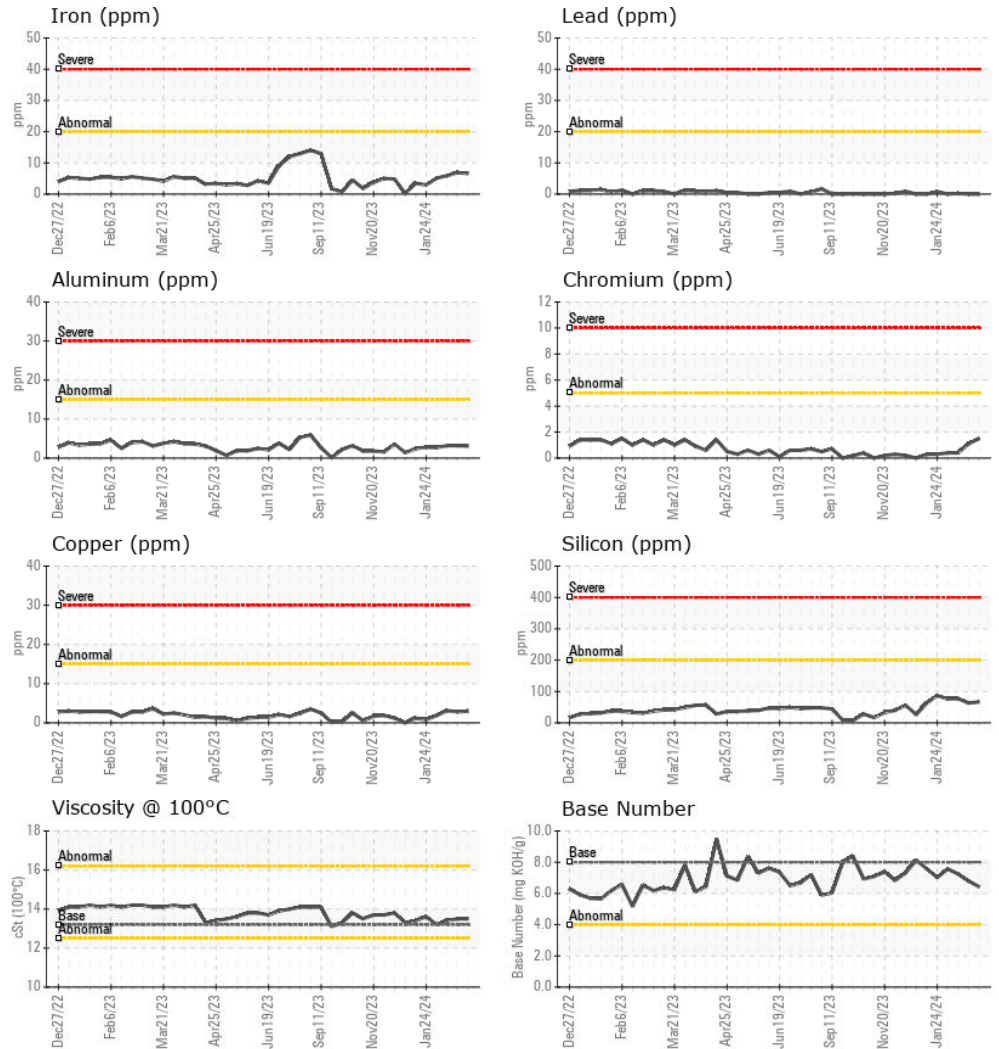 Iron (ppm)
50
40
30
20
10
0
ppm
Severe
Abnormal
Dec27/22
Feb6/23
Mar21/23
Apr25/23
Jun19/23
Sep11/23
Nov20/23
Jan24/24
Lead (ppm)
50
40
30
20
10
0
ppm
Severe
Abnormal
Dec27/22
Feb6/23
Mar21/23
Apr25/23
Jun19/23
Sep11/23
Nov20/23
Jan24/24
Aluminum (ppm)
40
30
20
10
0
ppm
Severe
Abnormal
Dec27/22
Feb6/23
Mar21/23
Apr25/23
Jun19/23
Sep11/23
Nov20/23
Jan24/24
Chromium (ppm)
12
10
8
6
4
2
0
ppm
Severe
Abnormal
Dec27/22
Feb6/23
Mar21/23
Apr25/23
Jun19/23
Sep11/23
Nov20/23
Jan24/24
Copper (ppm)
40
30
20
10
0
ppm
Severe
Abnormal
Dec27/22
Feb6/23
Mar21/23
Apr25/23
Jun19/23
Sep11/23
Nov20/23
Jan24/24
Silicon (ppm)
500
400
300
200
100
0
ppm
Severe
Abnormal
Dec27/22
Feb6/23
Mar21/23
Apr25/23
Jun19/23
Sep11/23
Nov20/23
Jan24/24
Viscosity @ 100°C
18
16
14
12
10
cSt (100°C)
Abnormal
Base
Abnormal
Dec27/22
Feb6/23
Mar21/23
Apr25/23
Jun19/23
Sep11/23
Nov20/23
Jan24/24
Base Number
10.0
8.0
6.0
4.0
2.0
0.0
Base Number (mg KOH/g)
Base
Abnormal
Dec27/22
Feb6/23
Mar21/23
Apr25/23
Jun19/23
Sep11/23
Nov20/23
Jan24/24